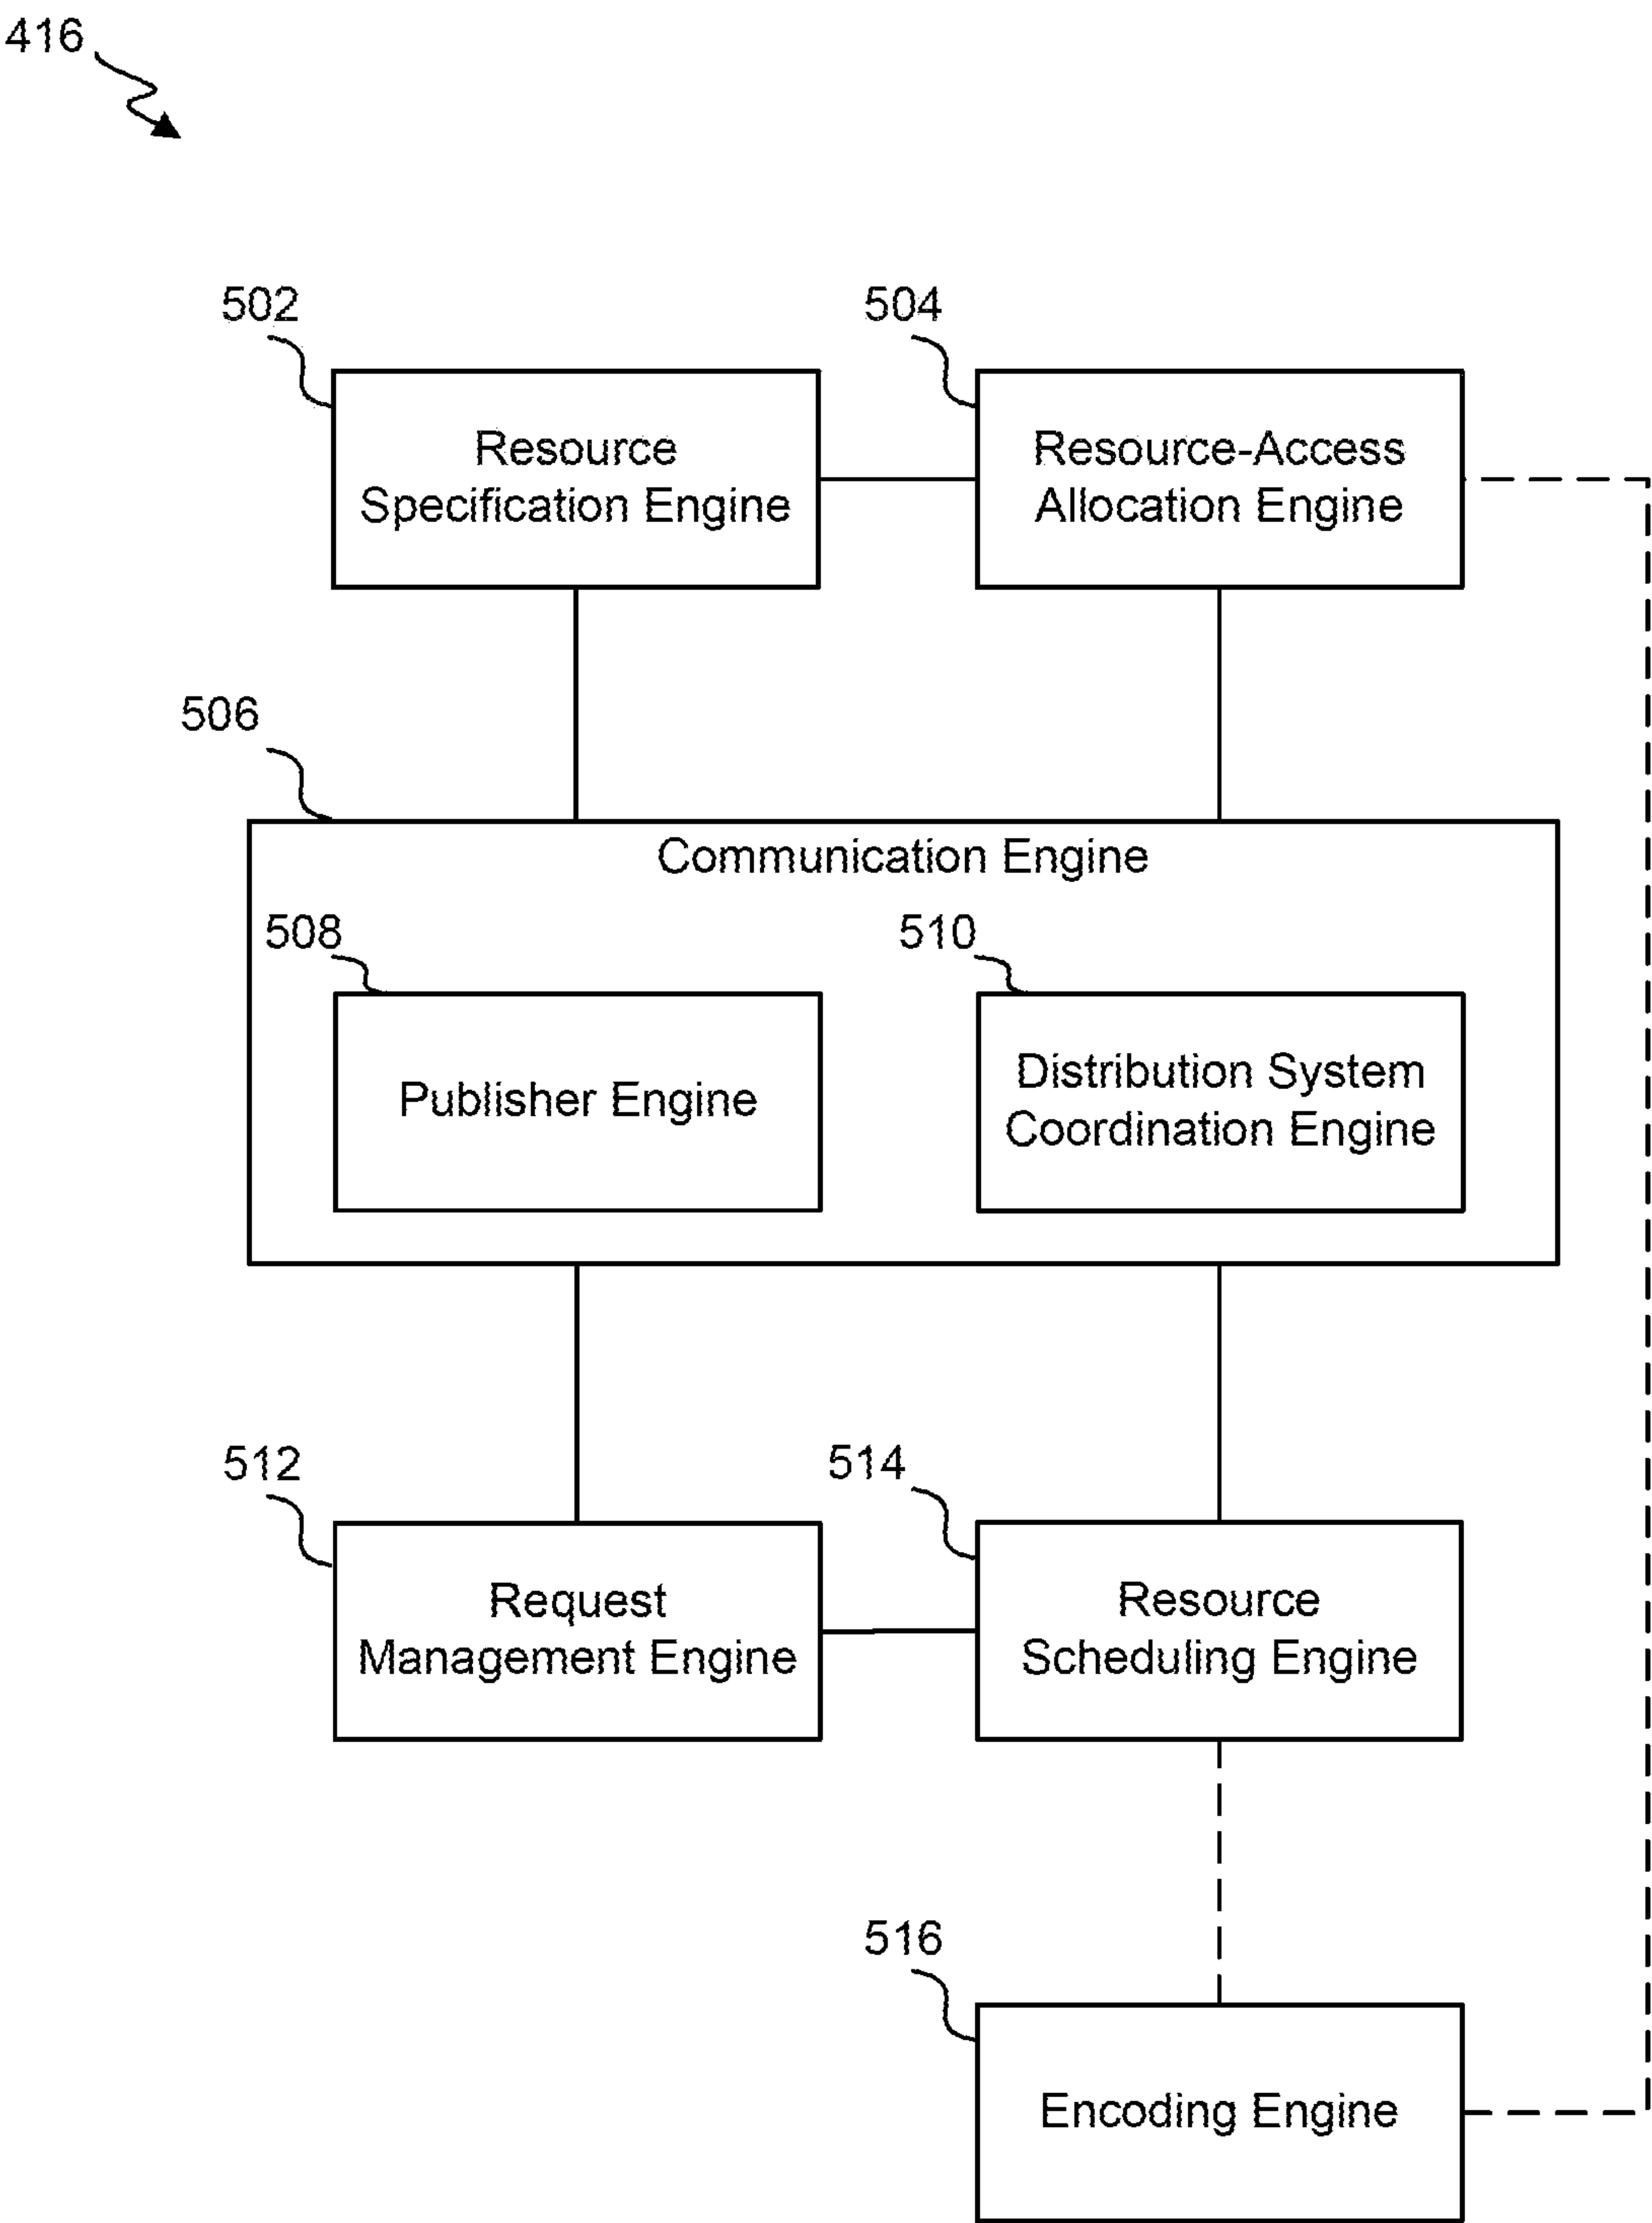 416
502
504
Resource
Specification Engine
Resource-Access
Allocation Engine
506
Communication Engine
508
510
Publisher Engine
Distribution System
Coordination Engine
512
514
Request
Management Engine
Resource
Scheduling Engine
516
Encoding Engine